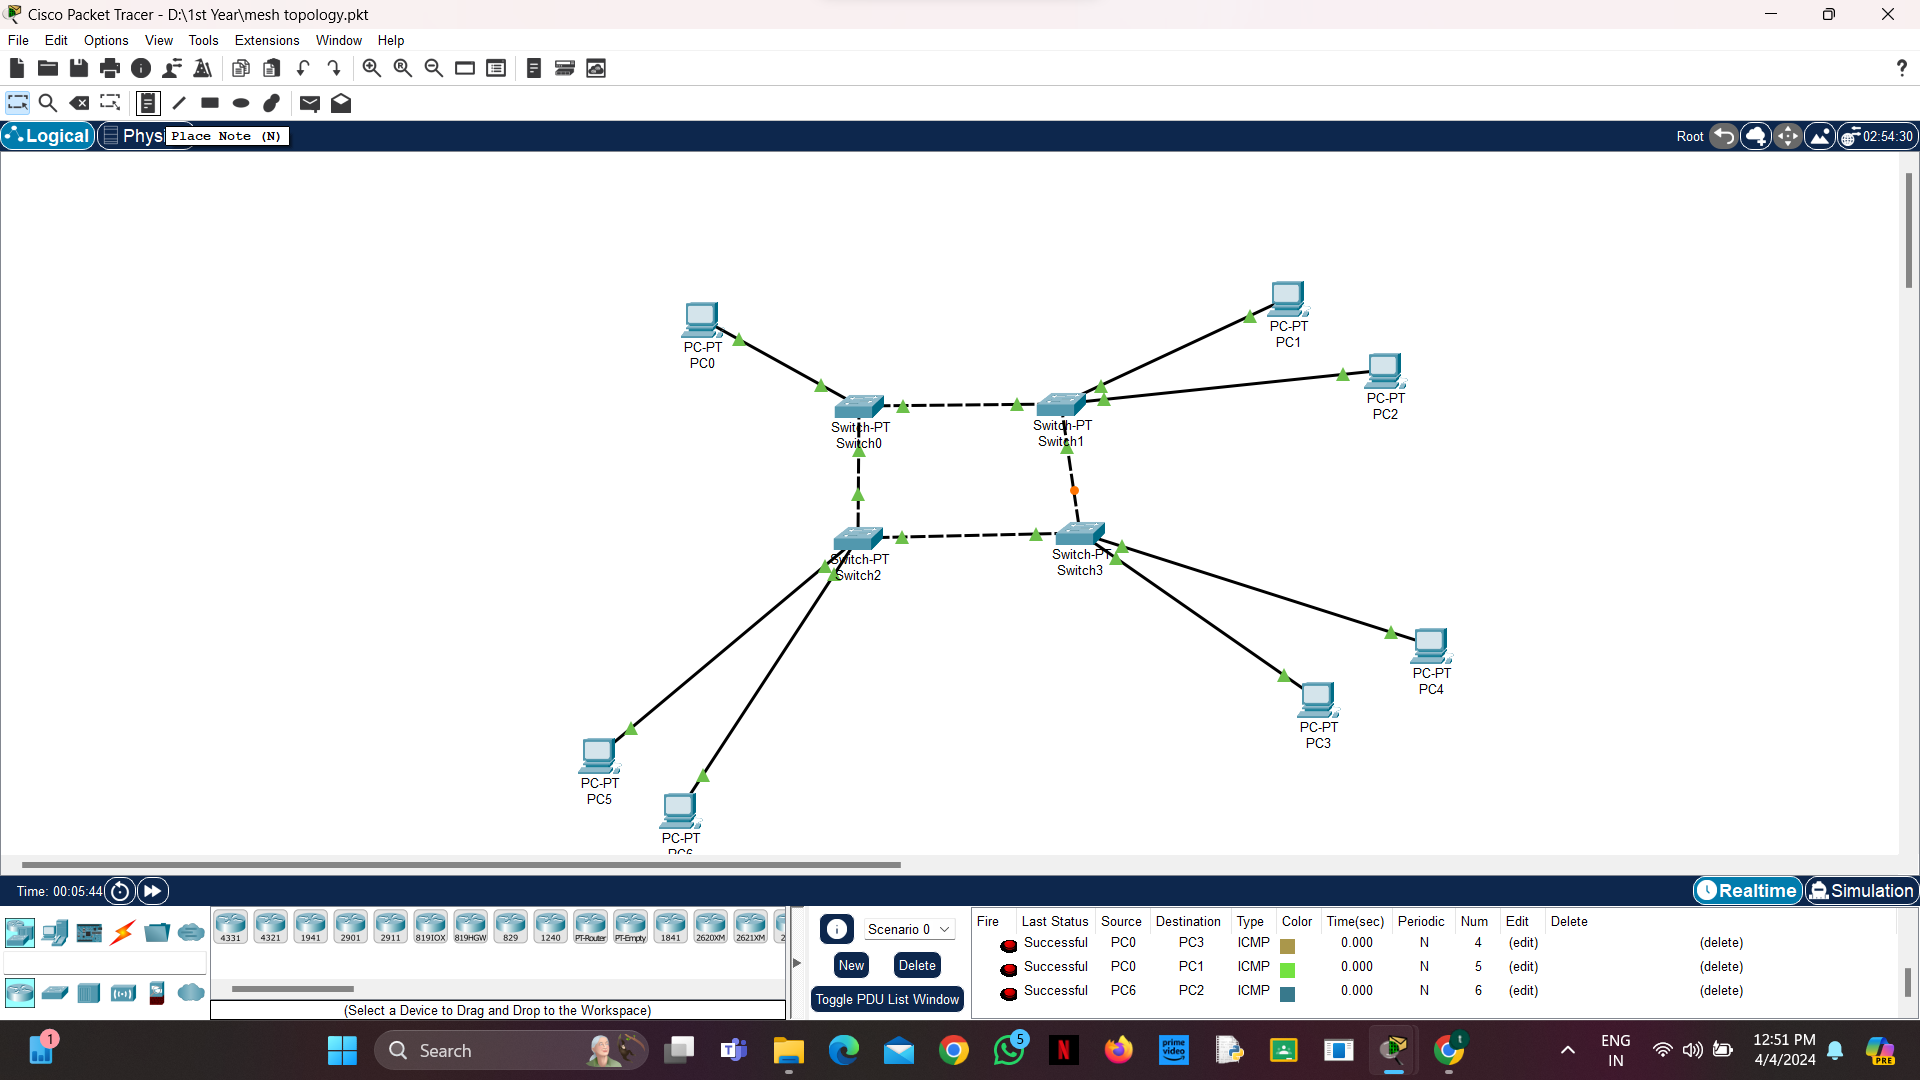 Cisco Packet Tracer - D:\1st Year\mesh topology.pkt
File Edit Options View Tools Extensions Window Help
?
Logical Physi Place Note (N) Root 02:54:30
PC-PT
PC0
PC-PT
PC1
PC-PT
PC2
Switch-PT
Switch0
Switch-PT
Switch1
Switch-PT
Switch2
Switch-PT
Switch3
PC-PT
PC4
PC-PT
PC3
PC-PT
PC5
PC-PT
PC6
Time: 00:05:44 Realtime Simulation
4331 4321 1941 2901 2911 819IOX 819HGW 829 1240 PT-Router PT-Empty 1841 2620XM 2621XM
(Select a Device to Drag and Drop to the Workspace)
Scenario 0
New Delete
Toggle PDU List Window
Fire Last Status Source Destination Type Color Time(sec) Periodic Num Edit Delete
Successful PC0 PC3 ICMP 0.000 N 4 (edit) (delete)
Successful PC0 PC1 ICMP 0.000 N 5 (edit) (delete)
Successful PC6 PC2 ICMP 0.000 N 6 (edit) (delete)
1
Search
5
N
prime video
t
ENG
IN
12:51 PM
4/4/2024
PRE